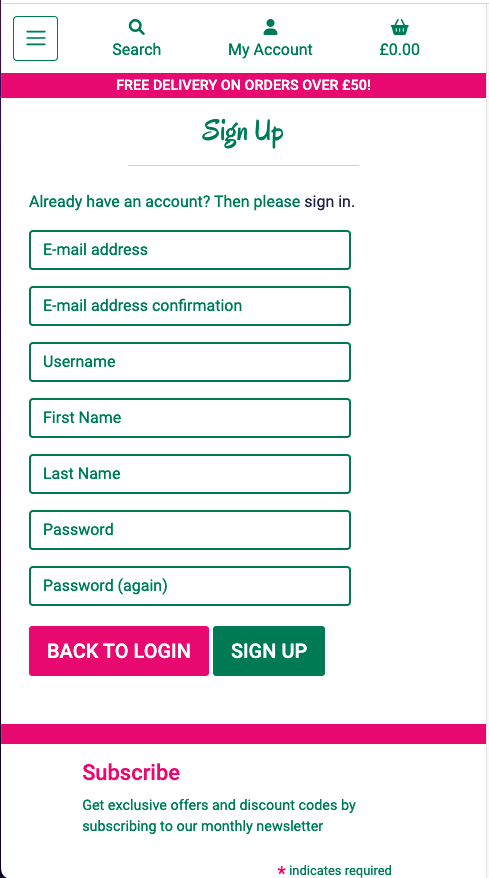 Search
My Account
£0.00
FREE DELIVERY ON ORDERS OVER £50!
Sign Up
Already have an account? Then please sign in.
E-mail address
E-mail address confirmation
Username
First Name
Last Name
Password
Password (again)
BACK TO LOGIN
SIGN UP
Subscribe
Get exclusive offers and discount codes by
subscribing to our monthly newsletter
* indicates required